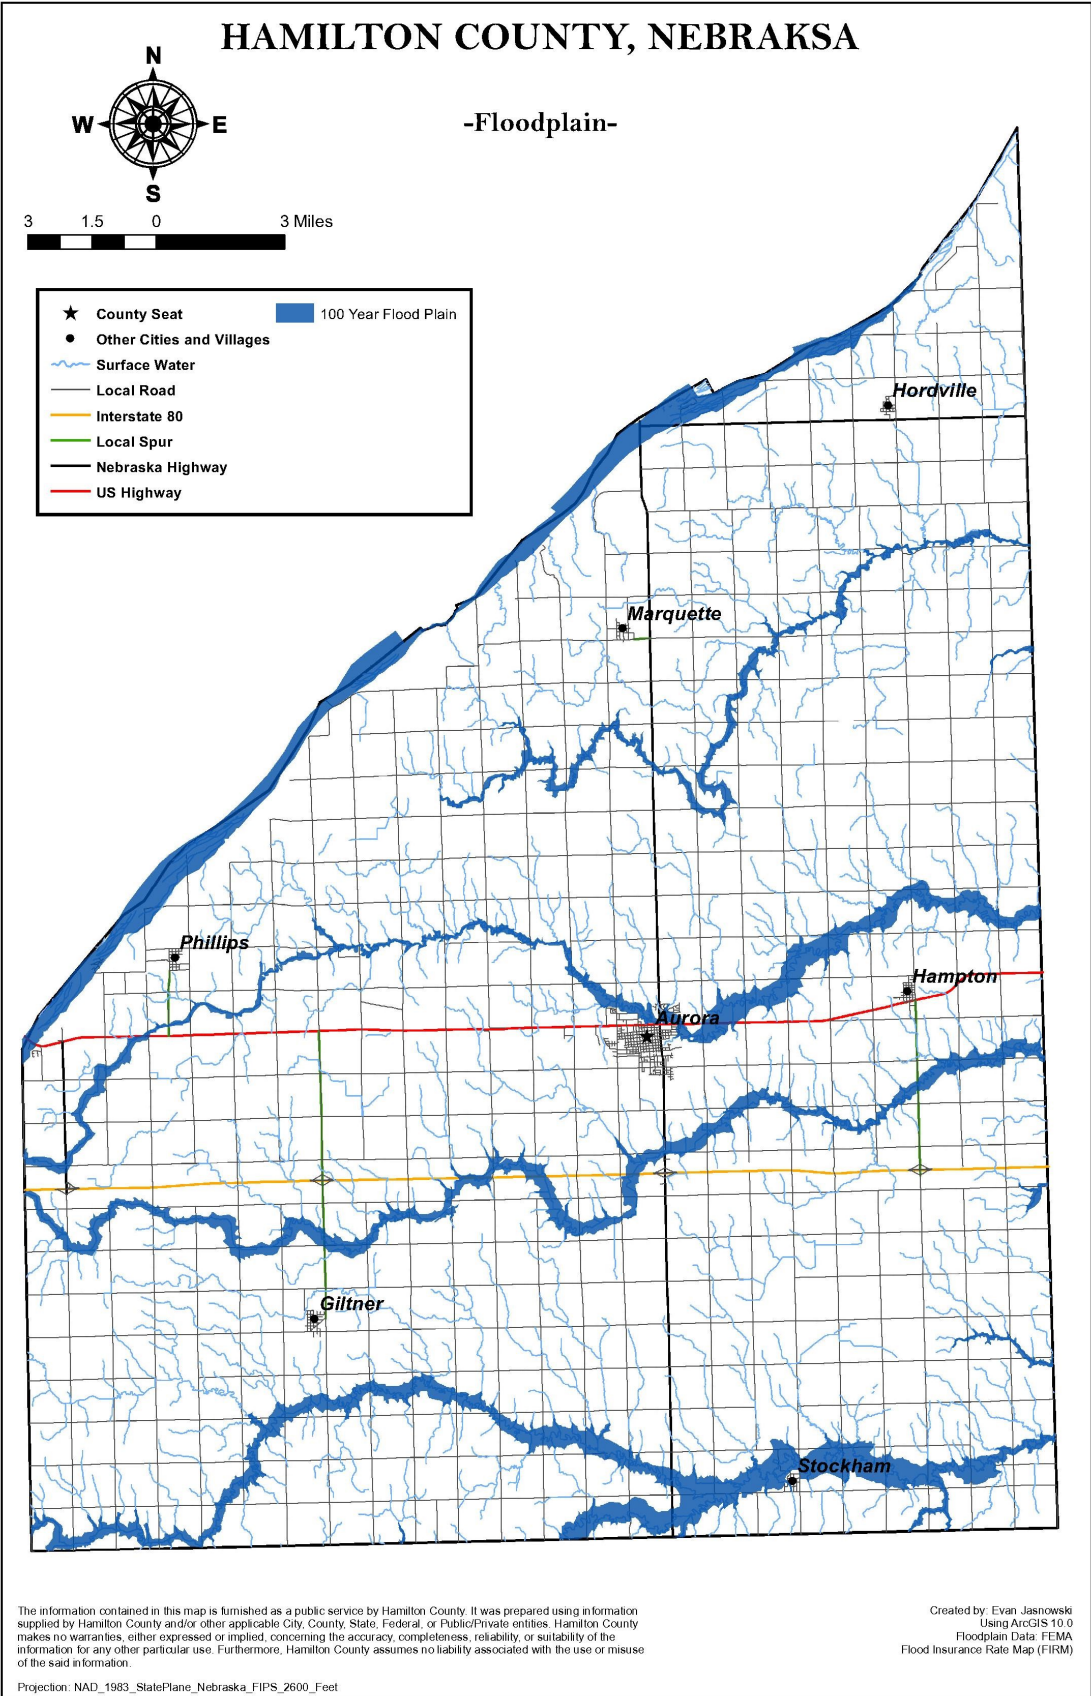 HAMILTON COUNTY, NEBRAKSA
N
W
E
S
-Floodplain-
3 1.5 0 3 Miles
County Seat
100 Year Flood Plain
Other Cities and Villages
Surface Water
Local Road
Interstate 80
Local Spur
Nebraska Highway
US Highway
Hordville
Marquette
Phillips
Hampton
Aurora
Giltner
Stockham
The information contained in this map is furnished as a public service by Hamilton County. It was prepared using information
supplied by Hamilton County and/or other applicable City, County, State, Federal, or Public/Private entities. Hamilton County
makes no warranties, either expressed or implied, concerning the accuracy, completeness, reliability, or suitability of the
information for any other particular use. Furthermore, Hamilton County assumes no liability associated with the use or misuse
of the said information.
Projection: NAD_1983_StatePlane_Nebraska_FIPS_2600_Feet
Created by: Evan Jasnowski
Using ArcGIS 10.0
Floodplain Data: FEMA
Flood Insurance Rate Map (FIRM)